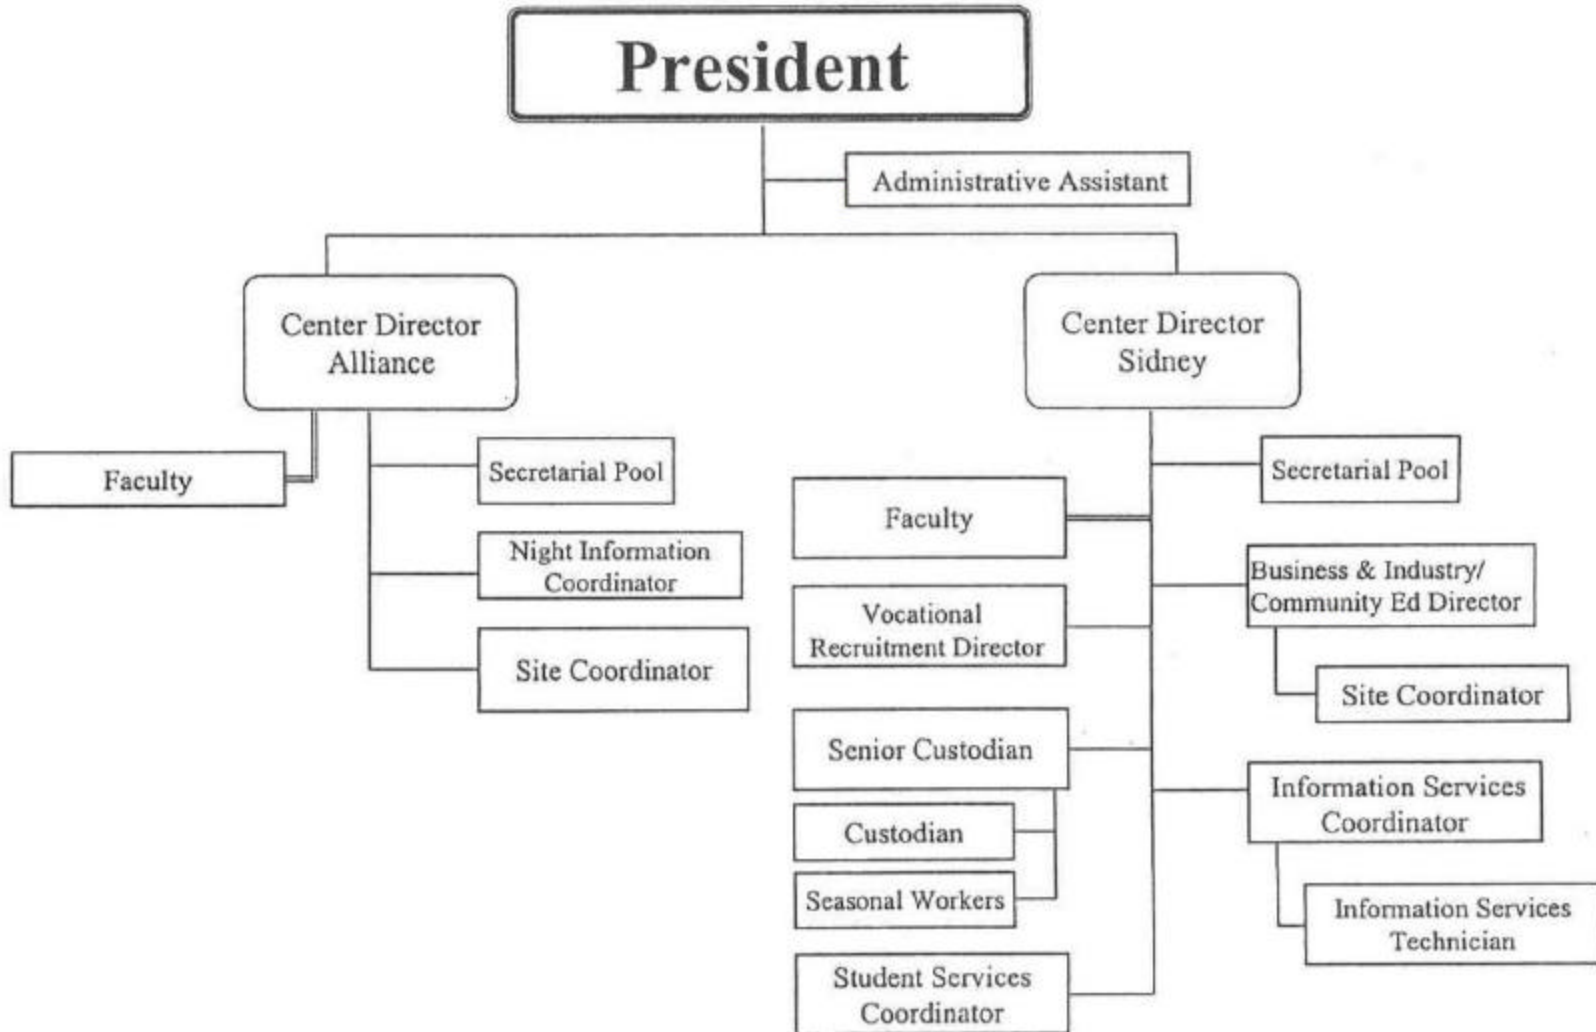 President
Administrative Assistant
Center Director
Alliance
Center Director
Sidney
Faculty
Secretarial Pool
Night Information
Coordinator
Site Coordinator
Faculty
Vocational
Recruitment Director
Senior Custodian
Custodian
Seasonal Workers
Student Services
Coordinator
Secretarial Pool
Business & Industry/
Community Ed Director
Site Coordinator
Information Services
Coordinator
Information Services
Technician